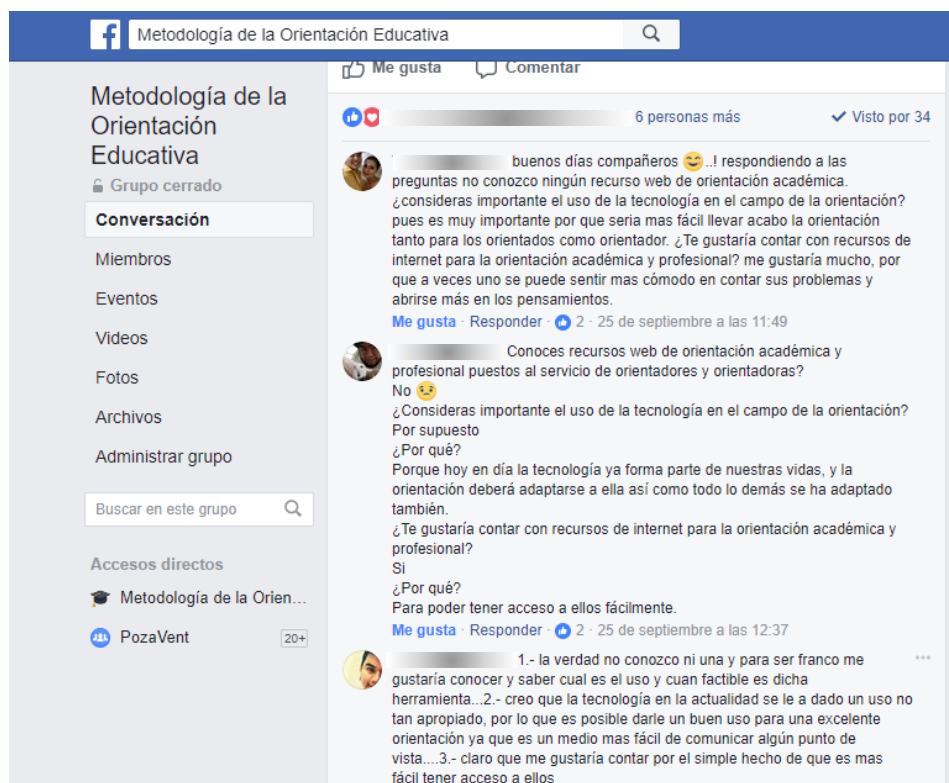 f
Metodología de la Orientación Educativa
Metodología de la
Orientación
Educativa
Grupo cerrado
Conversación
Miembros
Eventos
Videos
Fotos
Archivos
Administrar grupo
Buscar en este grupo
Accesos directos
Metodología de la Orien...
PozaVent 20+
Me gusta Comentar
6 personas más Visto por 34
buenos días compañeros ..! respondiendo a las
preguntas no conozco ningún recurso web de orientación académica.
¿consideras importante el uso de la tecnología en el campo de la orientación?
pues es muy importante por que seria mas fácil llevar acabo la orientación
tanto para los orientados como orientador. ¿Te gustaría contar con recursos de
internet para la orientación académica y profesional? me gustaría mucho, por
que a veces uno se puede sentir mas cómodo en contar sus problemas y
abrirse más en los pensamientos.
Me gusta · Responder · 2 · 25 de septiembre a las 11:49
Conoces recursos web de orientación académica y
profesional puestos al servicio de orientadores y orientadoras?
No
¿Consideras importante el uso de la tecnología en el campo de la orientación?
Por supuesto
¿Por qué?
Porque hoy en día la tecnología ya forma parte de nuestras vidas, y la
orientación deberá adaptarse a ella así como todo lo demás se ha adaptado
también.
¿Te gustaría contar con recursos de internet para la orientación académica y
profesional?
Si
¿Por qué?
Para poder tener acceso a ellos fácilmente.
Me gusta · Responder · 2 · 25 de septiembre a las 12:37
1.- la verdad no conozco ni una y para ser franco me
gustaría conocer y saber cual es el uso y cuan factible es dicha
herramienta...2.- creo que la tecnología en la actualidad se le a dado un uso no
tan apropiado, por lo que es posible darle un buen uso para una excelente
orientación ya que es un medio mas fácil de comunicar algún punto de
vista....3.- claro que me gustaría contar por el simple hecho de que es mas
fácil tener acceso a ellos